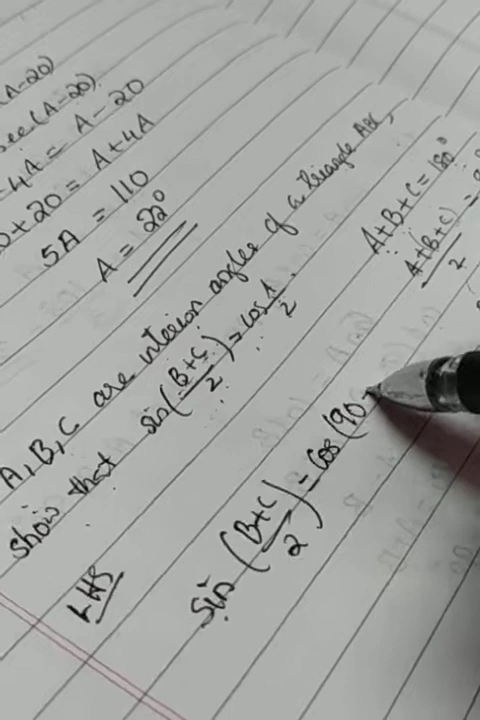 (A-20)
sec(A-20)
-4A = A-20
0+20 = A+4A
5A = 110
A = 22°
A, B, C are interior angles of a triangle ABC,
show that sin(B+C/2) = cos A/2.
A+B+C = 180°
A+(B+C)/2 =
LHS
sin (B+C/2) = cos(90-